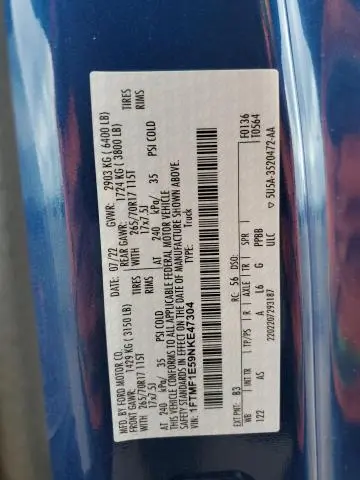 MFD. BY FORD MOTOR CO.
07/22
GVWR: 2903 KG ( 6400 LB)
FRONT GAWR: 1429 KG ( 3150 LB)
REAR GAWR: 1724 KG ( 3800 LB)
WITH 265/70R17 115T TIRES
WITH 265/70R17 115T TIRES
17x7.5J RIMS
17x7.5J RIMS
AT 240 kPa/ 35 PSI COLD
AT 240 kPa/ 35 PSI COLD
THIS VEHICLE CONFORMS TO ALL APPLICABLE FEDERAL MOTOR VEHICLE
SAFETY STANDARDS IN EFFECT ON THE DATE OF MANUFACTURE SHOWN ABOVE.
VIN: 1FTMF1E59NKE47304
TYPE: Truck
F0136
T0564
EXT PNT: B3 RC: 56 DSO:
WB TP/PS R AXLE TR SPR
122 AS A L6 G PPBB
2202207293187 ULC
5U5A-3520472-AA